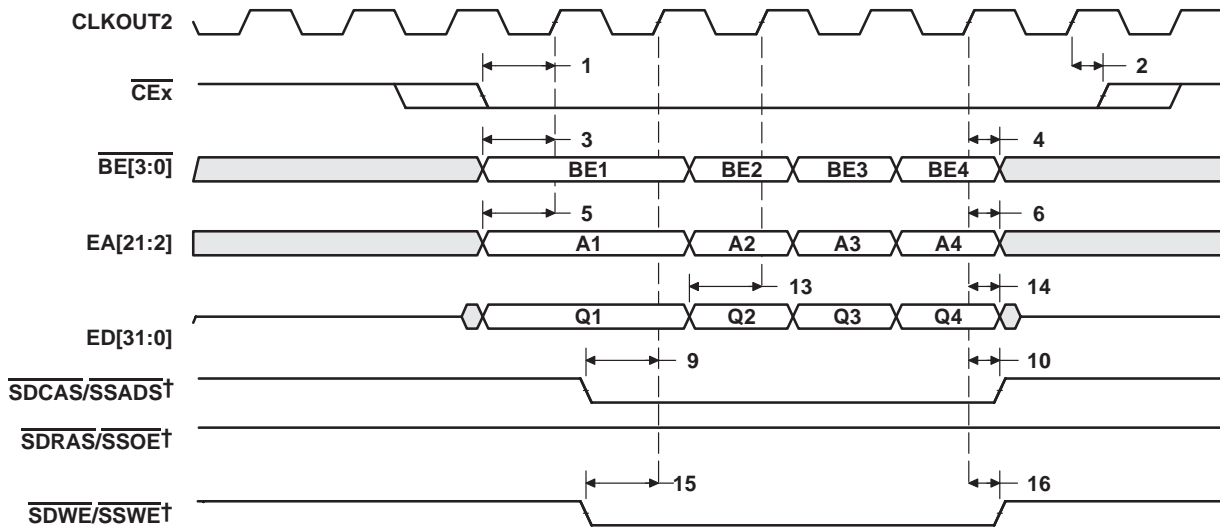 CLKOUT2
1 2
CEx
3 4
BE[3:0]
BE1 BE2 BE3 BE4
5 6
EA[21:2]
A1 A2 A3 A4
13 14
Q1 Q2 Q3 Q4
ED[31:0]
9 10
SDCAS/SSADS†
SDRAS/SSOE†
15 16
SDWE/SSWE†